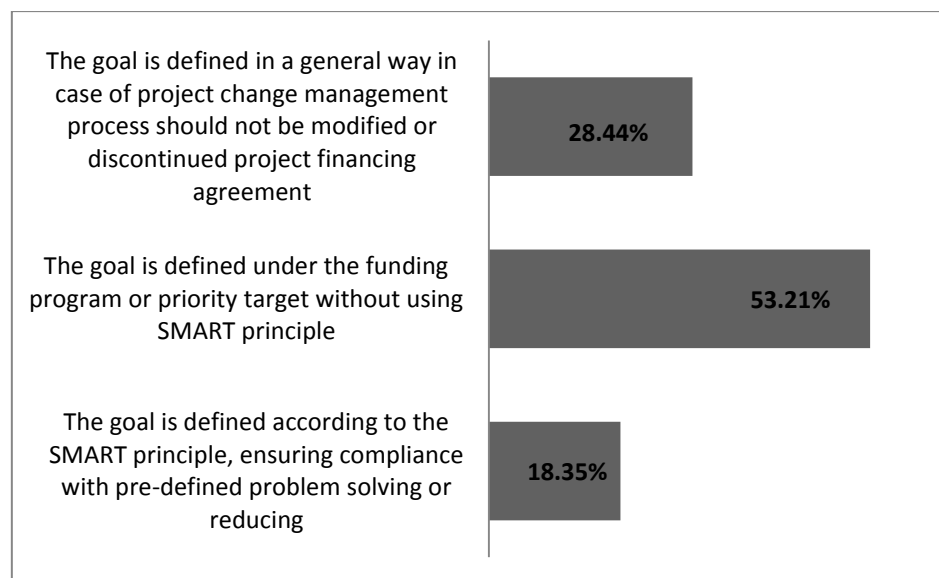 The goal is defined in a general way in
case of project change management
process should not be modified or
discontinued project financing
agreement
28.44%
The goal is defined under the funding
program or priority target without using
SMART principle
53.21%
The goal is defined according to the
SMART principle, ensuring compliance
with pre-defined problem solving or
reducing
18.35%